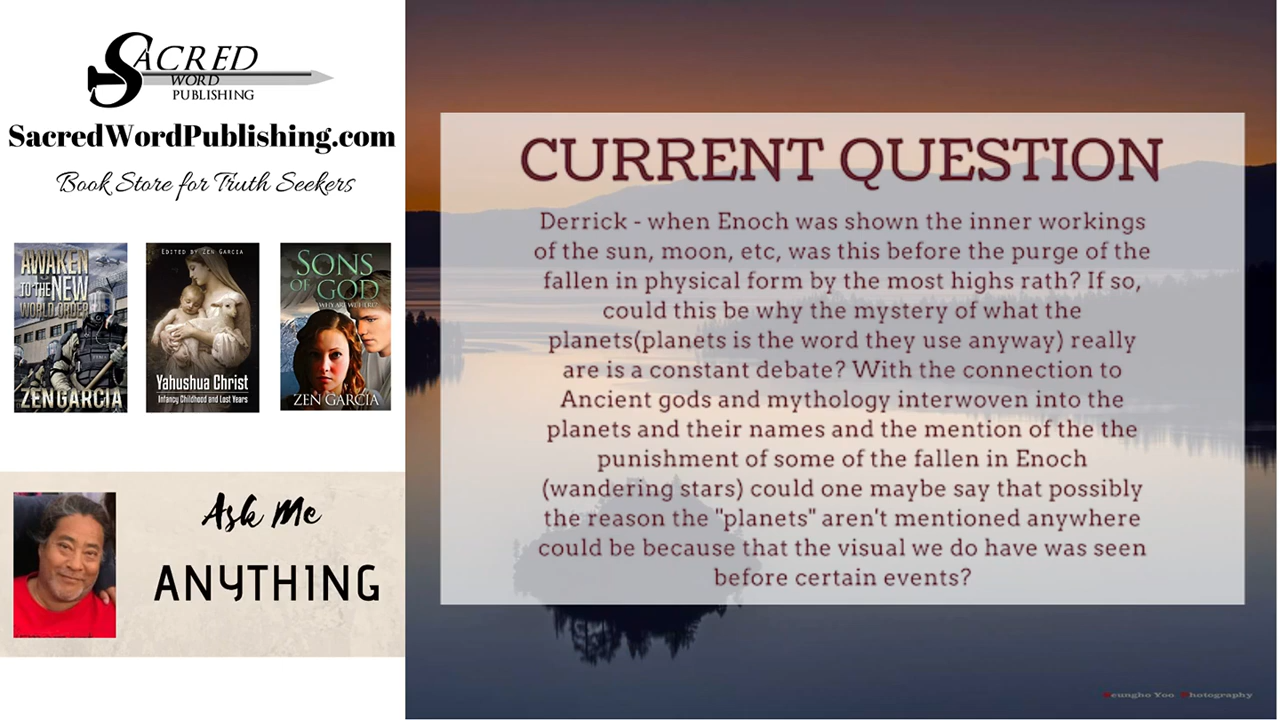 SACRED
WORD
PUBLISHING
SacredWordPublishing.com
Book Store for Truth Seekers
AWAKEN
TO THE NEW
WORLD ORDER
ZEN GARCIA
EDITED BY ZEN GARCIA
Yahushua Christ
Infancy Childhood and Lost Years
SONS
OF GOD
WHY ARE WE HERE?
ZEN GARCIA
Ask Me
ANYTHING
CURRENT QUESTION
Derrick - when Enoch was shown the inner workings
of the sun, moon, etc, was this before the purge of the
fallen in physical form by the most highs rath? If so,
could this be why the mystery of what the
planets(planets is the word they use anyway) really
are is a constant debate? With the connection to
Ancient gods and mythology interwoven into the
planets and their names and the mention of the the
punishment of some of the fallen in Enoch
(wandering stars) could one maybe say that possibly
the reason the "planets" aren't mentioned anywhere
could be because that the visual we do have was seen
before certain events?
Seungho Yoo Photography